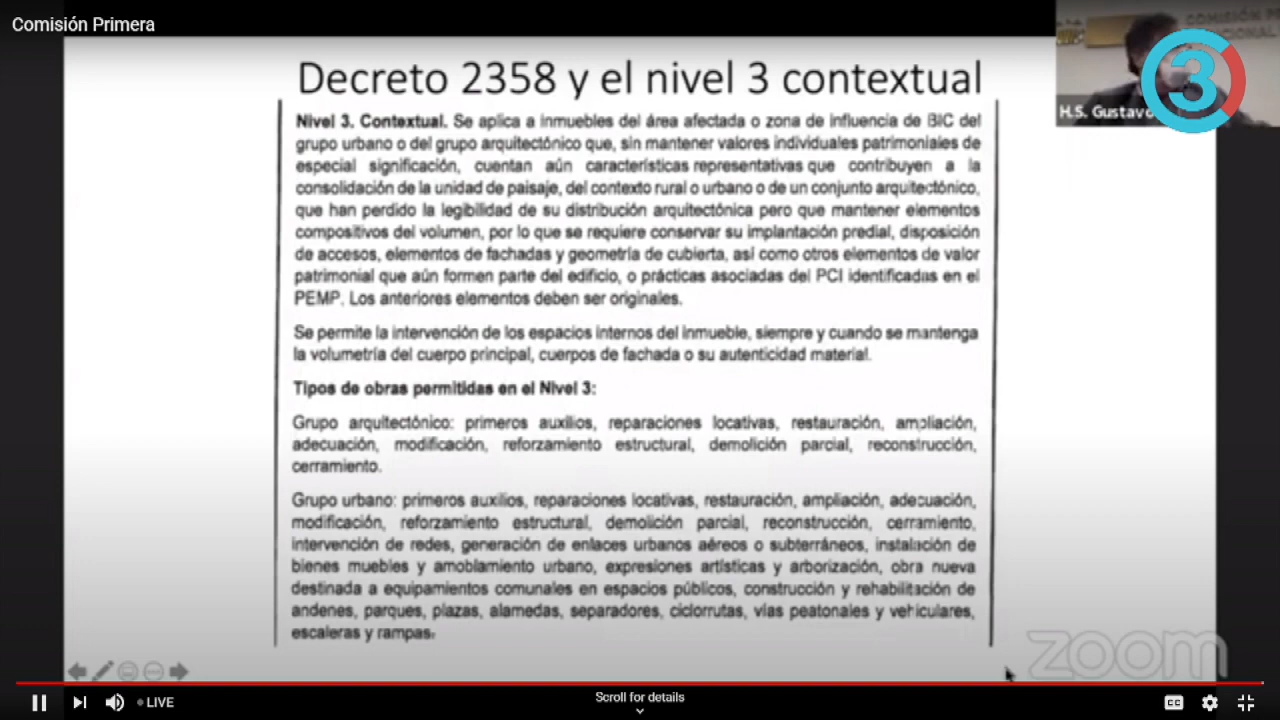 Comisión Primera
Decreto 2358 y el nivel 3 contextual
Nivel 3. Contextual. Se aplica a inmuebles del área afectada o zona de influencia de BIC del
grupo urbano o del grupo arquitectónico que, sin mantener valores individuales patrimoniales de
especial significación, cuentan aún características representativas que contribuyen a la
consolidación de la unidad de paisaje, del contexto rural o urbano o de un conjunto arquitectónico,
que han perdido la legibilidad de su distribución arquitectónica pero que mantener elementos
compositivos del volumen, por lo que se requiere conservar su implantación predial, disposición
de accesos, elementos de fachadas y geometría de cubierta, así como otros elementos de valor
patrimonial que aún formen parte del edificio, o prácticas asociadas del PCI identificadas en el
PEMP. Los anteriores elementos deben ser originales.
Se permite la intervención de los espacios internos del inmueble, siempre y cuando se mantenga
la volumetría del cuerpo principal, cuerpos de fachada o su autenticidad material.
Tipos de obras permitidas en el Nivel 3:
Grupo arquitectónico: primeros auxilios, reparaciones locativas, restauración, ampliación,
adecuación, modificación, reforzamiento estructural, demolición parcial, reconstrucción,
cerramiento.
Grupo urbano: primeros auxilios, reparaciones locativas, restauración, ampliación, adecuación,
modificación, reforzamiento estructural, demolición parcial, reconstrucción, cerramiento,
intervención de redes, generación de enlaces urbanos aéreos o subterráneos, instalación de
bienes muebles y amoblamiento urbano, expresiones artísticas y arborización, obra nueva
destinada a equipamientos comunales en espacios públicos, construcción y rehabilitación de
andenes, parques, plazas, alamedas, separadores, ciclorrutas, vías peatonales y vehiculares,
escaleras y rampas.
H.S. Gustavo
3
zoom
LIVE
Scroll for details
CC